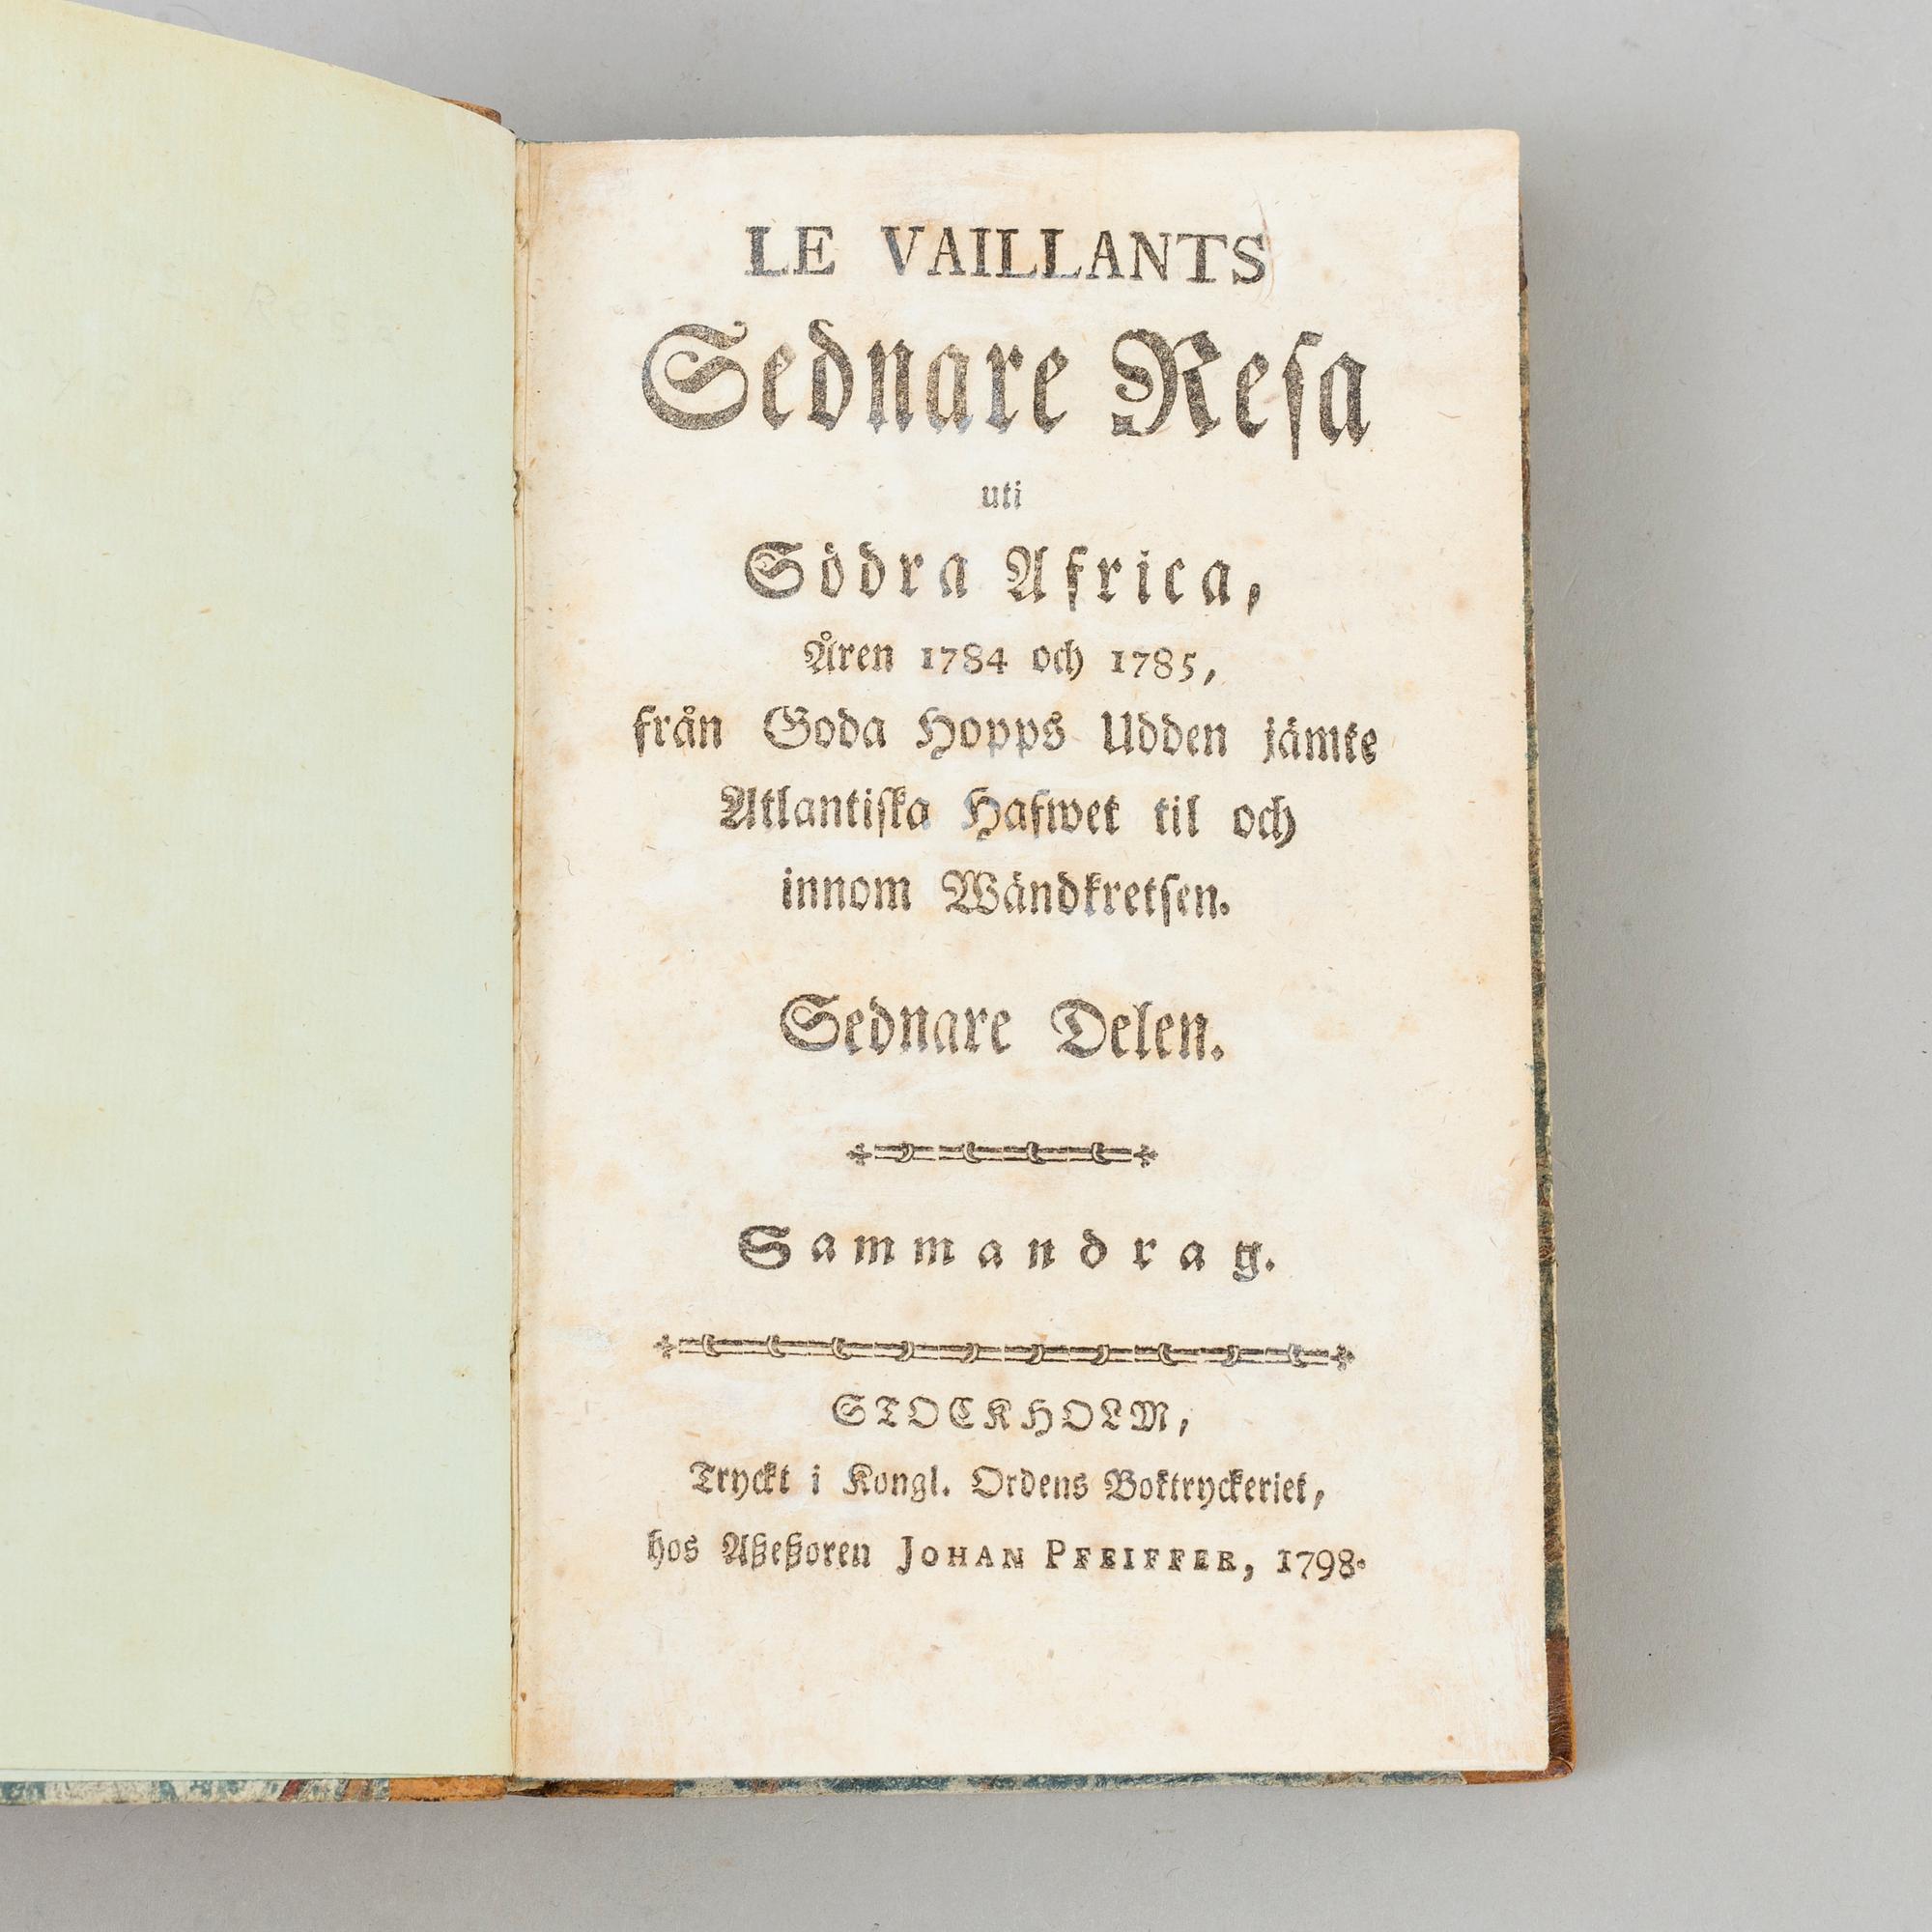 LE VAILLANTS
Sednare Resa
uti
Södra Africa,
Åren 1784 och 1785,
från Goda Hopps Udden jämte
Atlantiska Hafwet til och
innom Wändkretsen.
Sednare Delen.
Sammandrag.
STOCKHOLM,
Tryckt i Kongl. Ordens Boktryckeriet,
hos Aßeßoren JOHAN PFEIFFER, 1798.